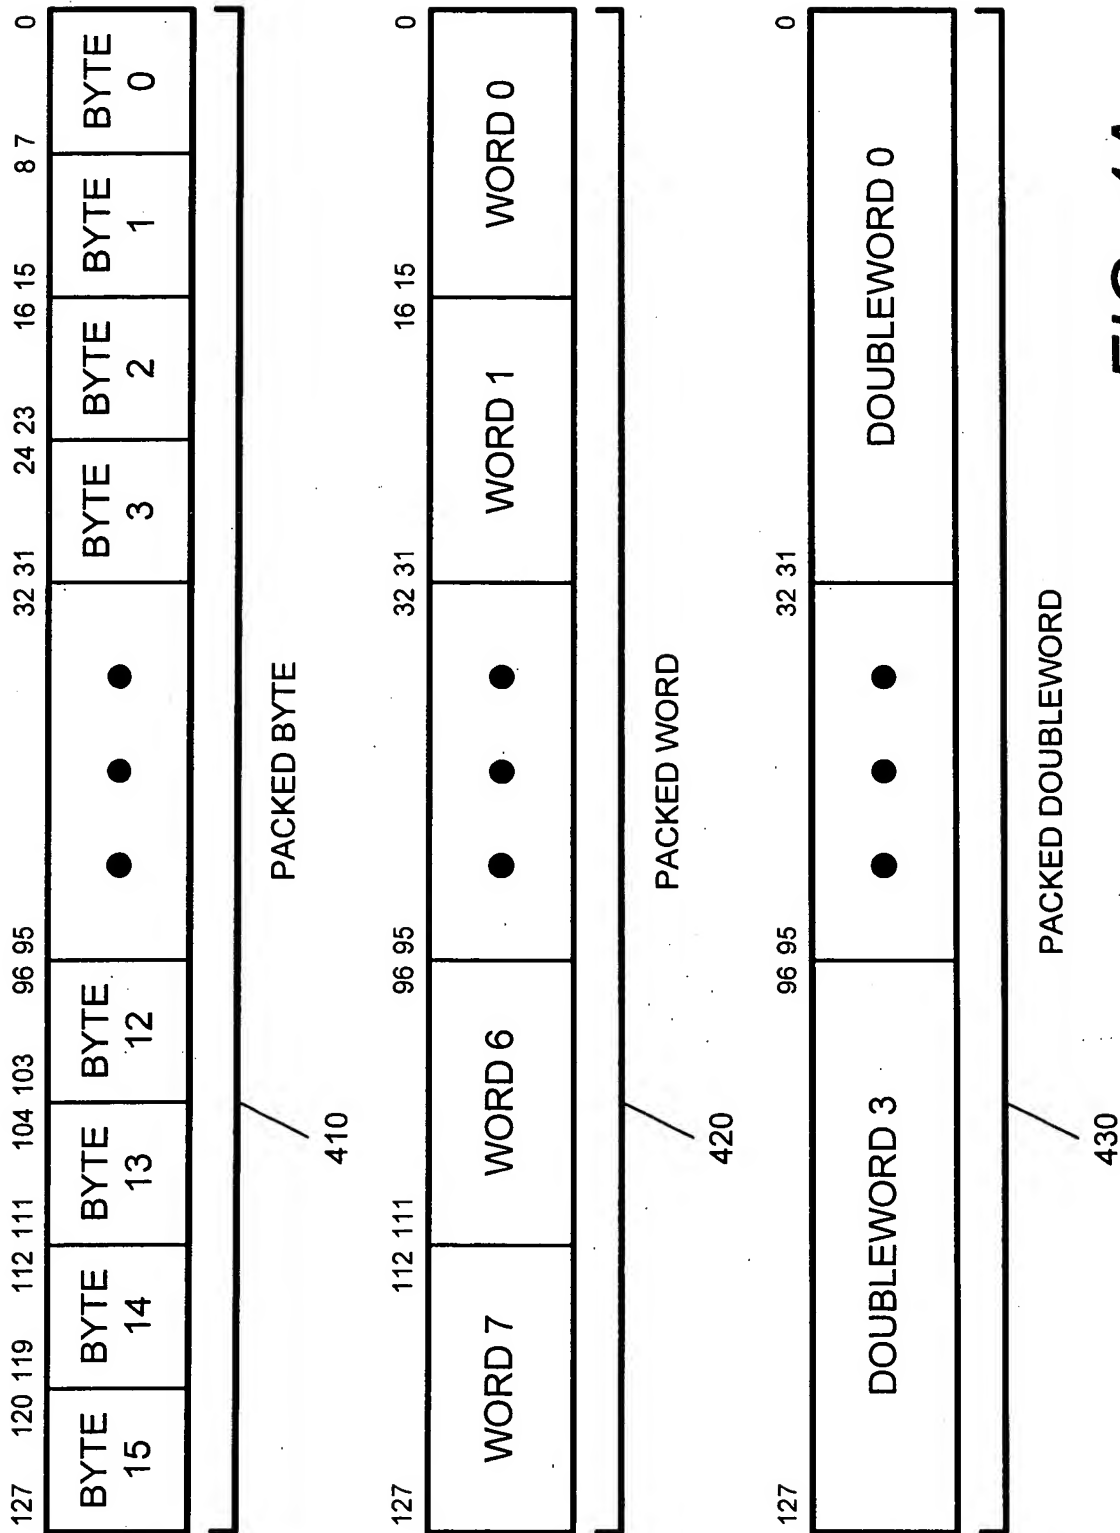 127 120 119 112 111 104 103 96 95 32 31 24 23 16 15 8 7 0
BYTE 15
BYTE 14
BYTE 13
BYTE 12
BYTE 3
BYTE 2
BYTE 1
BYTE 0
PACKED BYTE
410
127 112 111 96 95 32 31 16 15 0
WORD 7
WORD 6
WORD 1
WORD 0
PACKED WORD
420
127 96 95 32 31 0
DOUBLEWORD 3
DOUBLEWORD 0
PACKED DOUBLEWORD
430